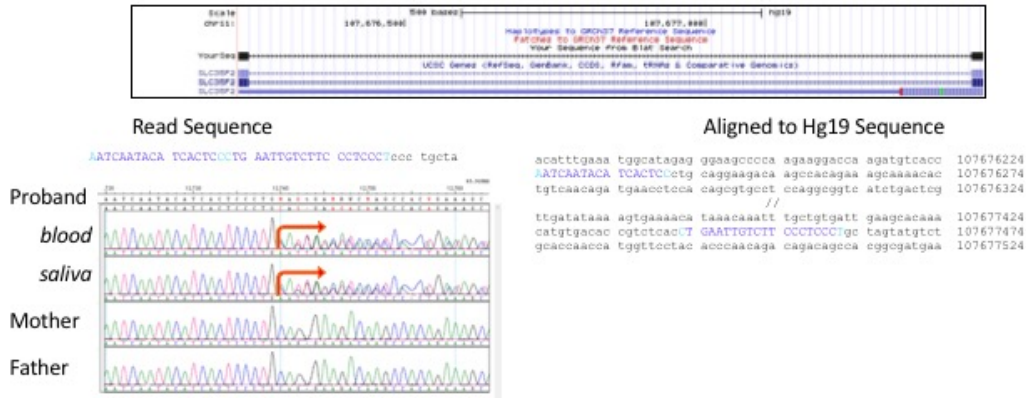 Scale 500 bases hg19
chr11: 107,676,500 107,677,000
Haplotypes to GRCh37 Reference Sequence
Patches to GRCh37 Reference Sequence
Your Sequence from Blat Search
YourSeq
UCSC Genes (RefSeq, GenBank, CCDS, Rfam, tRNAs & Comparative Genomics)
SLC35F2
SLC35F2
SLC35F2
Read Sequence
AATCAATACA TCACTCCCTG AATTGTCTTC CCTCCCTccc tgcta
Proband
blood
saliva
Mother
Father
Aligned to Hg19 Sequence
acatttgaaa tggcatagag ggaagcccca agaaggacca agatgtcacc 107676224
AATCAATACA TCACTCCctg caggaagaca agccacagaa agcaaaacac 107676274
tgtcaacaga tgaacctcca cagcgtgcct ccaggcggtc atctgactcg 107676324
//
ttgatataaa agtgaaaaca taaacaaatt tgctgtgatt gaagcacaaa 107677424
catgtgacac cgtctcacCT GAATTGTCTT CCCTCCCTgc tagtatgtct 107677474
gcaccaacca tggttcctac acccaacaga cagacagcca cggcgatgaa 107677524